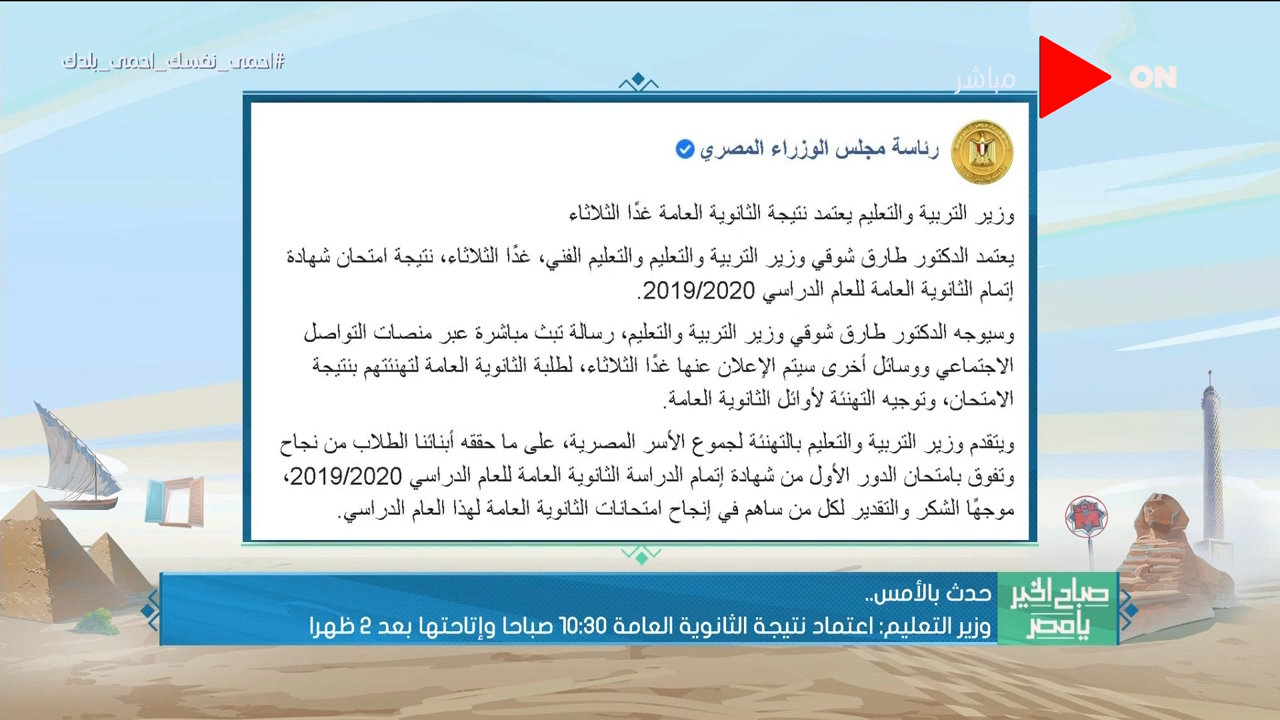 #احمى_نفسك_احمى_بلدك
مباشر
ON
رئاسة مجلس الوزراء المصري
وزير التربية والتعليم يعتمد نتيجة الثانوية العامة غدًا الثلاثاء
يعتمد الدكتور طارق شوقي وزير التربية والتعليم والتعليم الفني، غدًا الثلاثاء، نتيجة امتحان شهادة
إتمام الثانوية العامة للعام الدراسي 2019/2020.
وسيوجه الدكتور طارق شوقي وزير التربية والتعليم، رسالة تبث مباشرة عبر منصات التواصل
الاجتماعي ووسائل أخرى سيتم الإعلان عنها غدًا الثلاثاء، لطلبة الثانوية العامة لتهنئتهم بنتيجة
الامتحان، وتوجيه التهنئة لأوائل الثانوية العامة.
ويتقدم وزير التربية والتعليم بالتهنئة لجموع الأسر المصرية، على ما حققه أبنائنا الطلاب من نجاح
وتفوق بامتحان الدور الأول من شهادة إتمام الدراسة الثانوية العامة للعام الدراسي 2019/2020،
موجهًا الشكر والتقدير لكل من ساهم في إنجاح امتحانات الثانوية العامة لهذا العام الدراسي.
صباح الخير
يا مصر
حدث بالأمس..
وزير التعليم: اعتماد نتيجة الثانوية العامة 10:30 صباحا وإتاحتها بعد 2 ظهرا